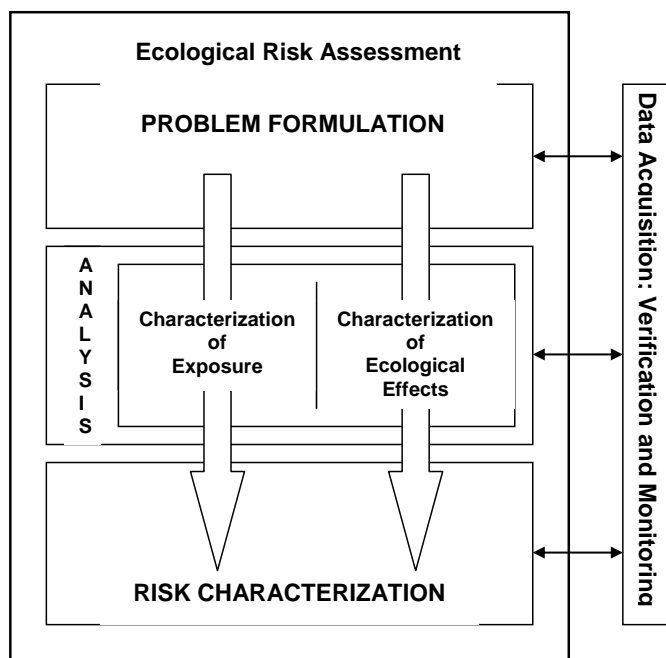 Ecological Risk Assessment
PROBLEM FORMULATION
ANALYSIS
Characterization
of
Exposure
Characterization
of
Ecological
Effects
RISK CHARACTERIZATION
Data Acquisition: Verification and Monitoring